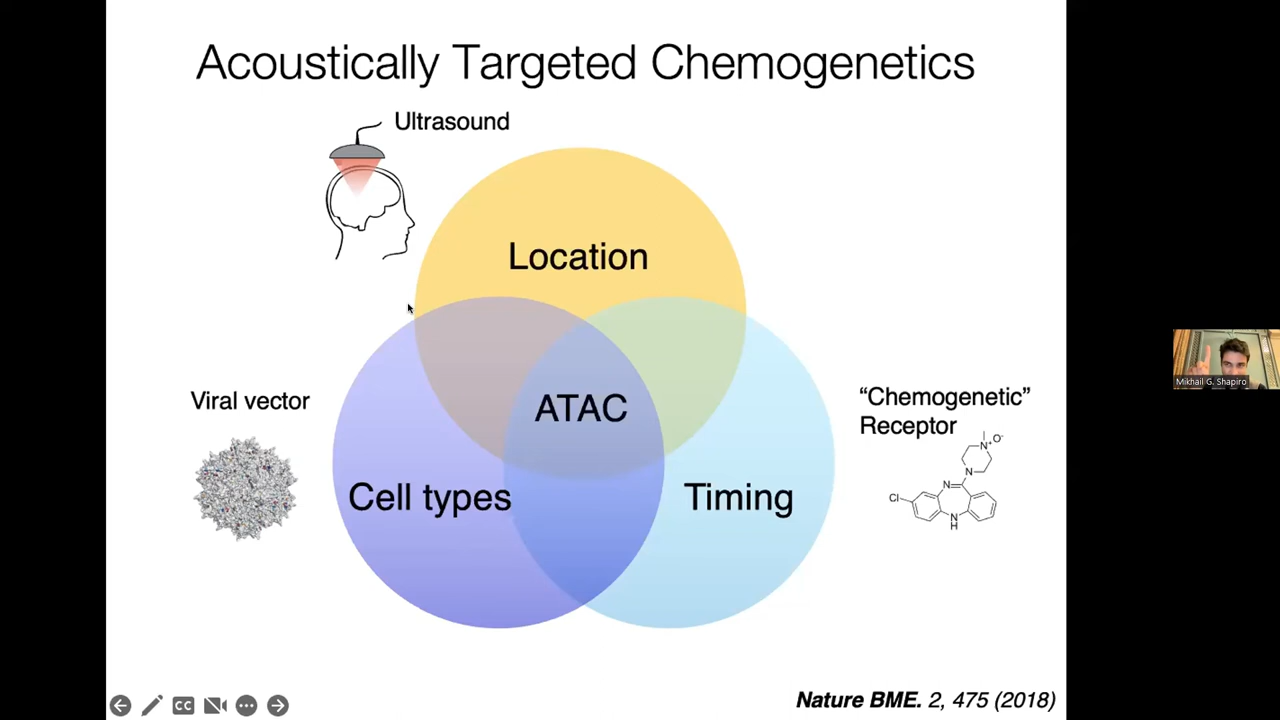 Acoustically Targeted Chemogenetics
Ultrasound
Location
Viral vector
ATAC
“Chemogenetic”
Receptor
Cell types
Timing
N⁺
O⁻
N
N
Cl
N
H
Mikhail G. Shapiro
CC
Nature BME. 2, 475 (2018)